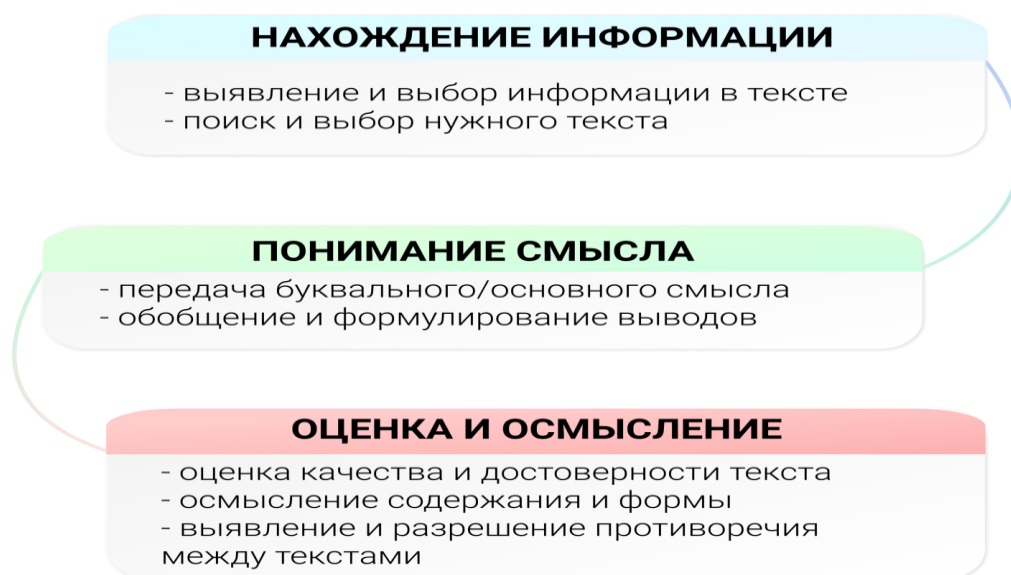 НАХОЖДЕНИЕ ИНФОРМАЦИИ
- выявление и выбор информации в тексте
- поиск и выбор нужного текста
ПОНИМАНИЕ СМЫСЛА
- передача буквального/основного смысла
- обобщение и формулирование выводов
ОЦЕНКА И ОСМЫСЛЕНИЕ
- оценка качества и достоверности текста
- осмысление содержания и формы
- выявление и разрешение противоречия
между текстами